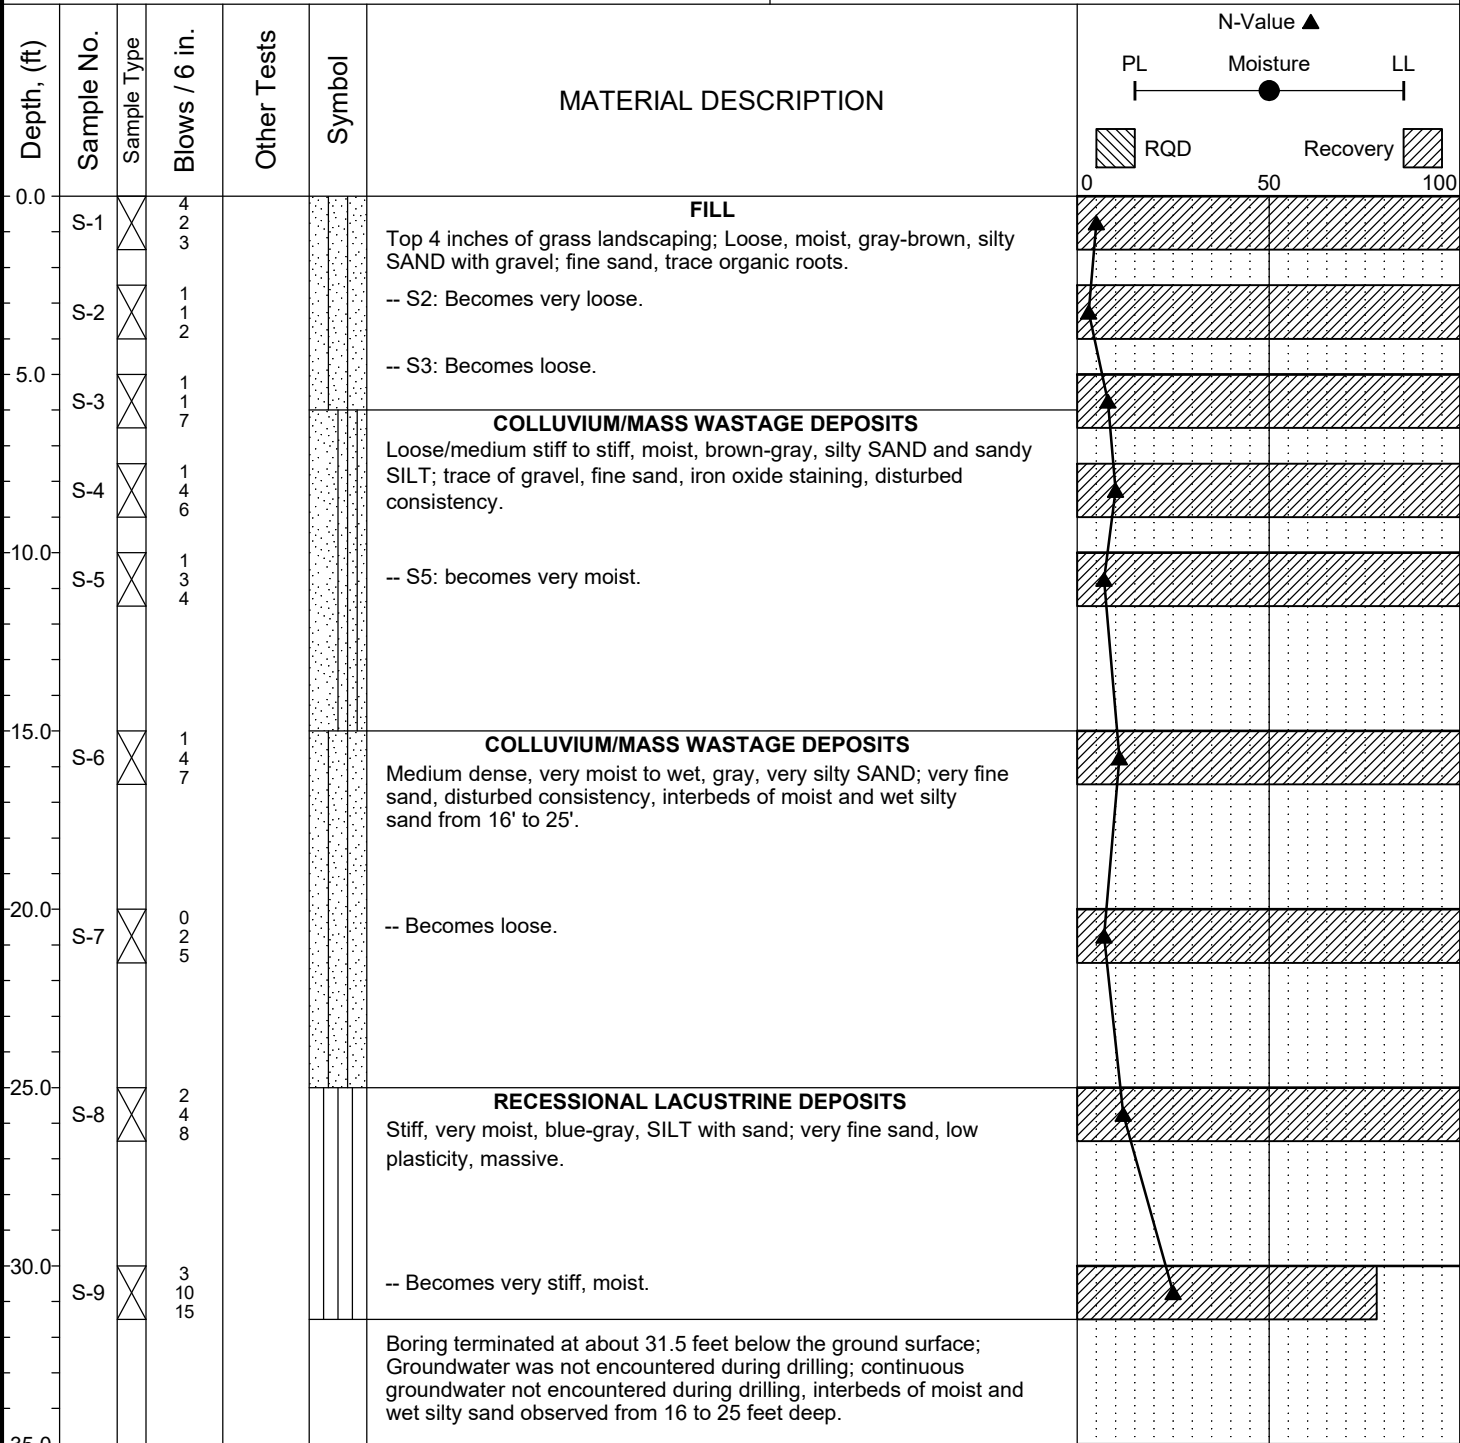 Depth, (ft)
Sample No.
Sample Type
Blows / 6 in.
Other Tests
Symbol
MATERIAL DESCRIPTION
N-Value
PL Moisture LL
RQD Recovery
0 50 100
0.0
S-1
4
2
3
FILL
Top 4 inches of grass landscaping; Loose, moist, gray-brown, silty
SAND with gravel; fine sand, trace organic roots.
S-2
1
1
2
-- S2: Becomes very loose.
5.0
S-3
1
1
7
-- S3: Becomes loose.
COLLUVIUM/MASS WASTAGE DEPOSITS
Loose/medium stiff to stiff, moist, brown-gray, silty SAND and sandy
SILT; trace of gravel, fine sand, iron oxide staining, disturbed
consistency.
S-4
1
4
6
10.0
S-5
1
3
4
-- S5: becomes very moist.
15.0
S-6
1
4
7
COLLUVIUM/MASS WASTAGE DEPOSITS
Medium dense, very moist to wet, gray, very silty SAND; very fine
sand, disturbed consistency, interbeds of moist and wet silty
sand from 16' to 25'.
20.0
S-7
0
2
5
-- Becomes loose.
25.0
S-8
2
4
8
RECESSIONAL LACUSTRINE DEPOSITS
Stiff, very moist, blue-gray, SILT with sand; very fine sand, low
plasticity, massive.
30.0
S-9
3
10
15
-- Becomes very stiff, moist.
Boring terminated at about 31.5 feet below the ground surface;
Groundwater was not encountered during drilling; continuous
groundwater not encountered during drilling, interbeds of moist and
wet silty sand observed from 16 to 25 feet deep.
35.0